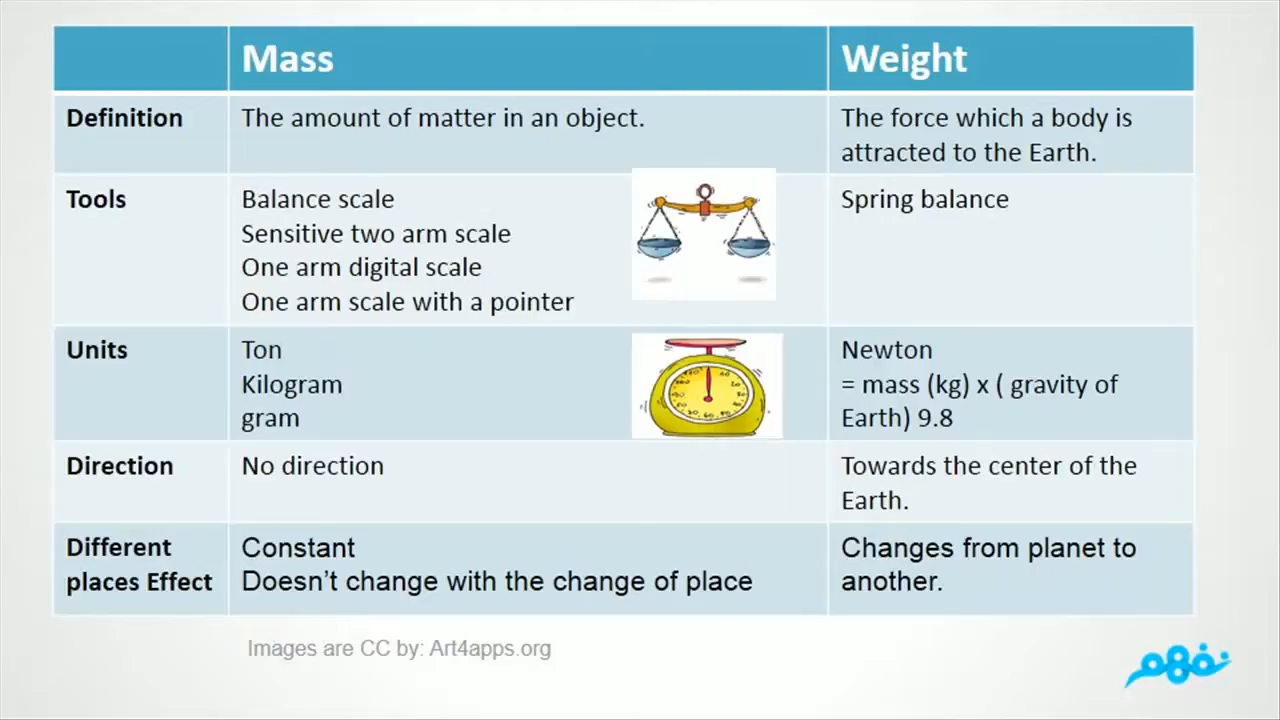 Mass
Weight
Definition
The amount of matter in an object.
The force which a body is
attracted to the Earth.
Tools
Balance scale
Sensitive two arm scale
One arm digital scale
One arm scale with a pointer
Spring balance
Units
Ton
Kilogram
gram
Newton
= mass (kg) x ( gravity of
Earth) 9.8
Direction
No direction
Towards the center of the
Earth.
Different
places Effect
Constant
Doesn't change with the change of place
Changes from planet to
another.
Images are CC by: Art4apps.org
نفهم